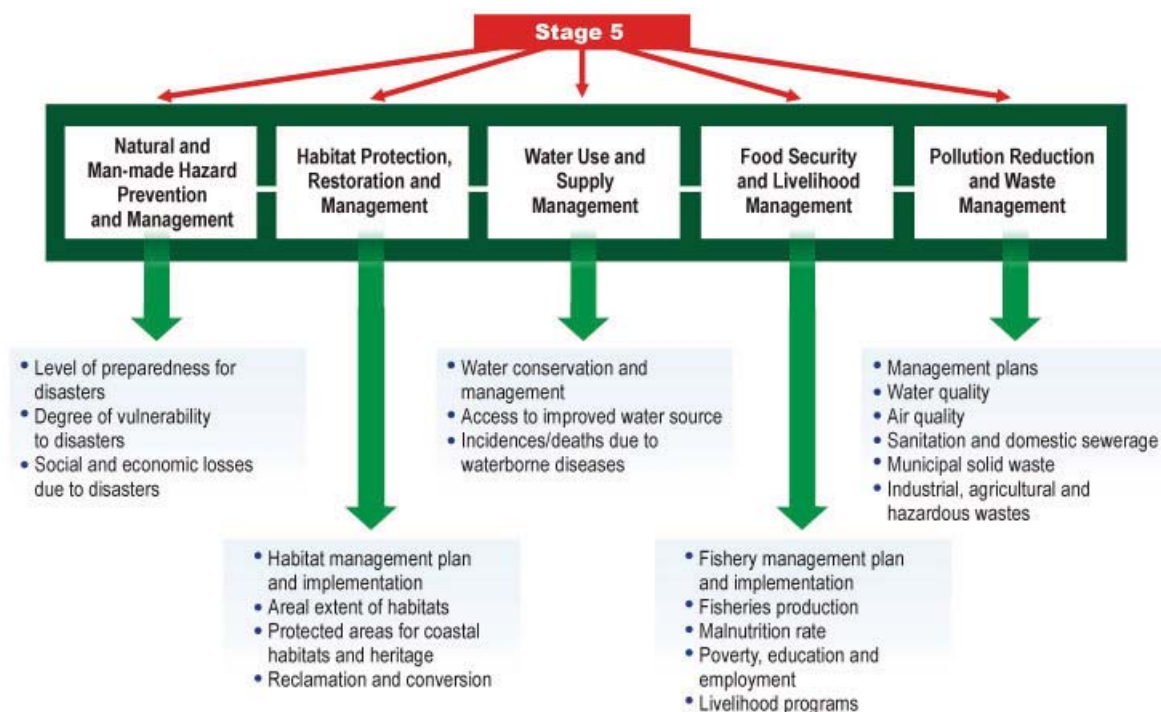 Stage 5
Natural and
Man-made Hazard
Prevention
and Management
Habitat Protection,
Restoration and
Management
Water Use and
Supply
Management
Food Security
and Livelihood
Management
Pollution Reduction
and Waste
Management
• Level of preparedness for
disasters
• Degree of vulnerability
to disasters
• Social and economic losses
due to disasters
• Water conservation and
management
• Access to improved water source
• Incidences/deaths due to
waterborne diseases
• Management plans
• Water quality
• Air quality
• Sanitation and domestic sewerage
• Municipal solid waste
• Industrial, agricultural and
hazardous wastes
• Habitat management plan
and implementation
• Areal extent of habitats
• Protected areas for coastal
habitats and heritage
• Reclamation and conversion
• Fishery management plan
and implementation
• Fisheries production
• Malnutrition rate
• Poverty, education and
employment
• Livelihood programs